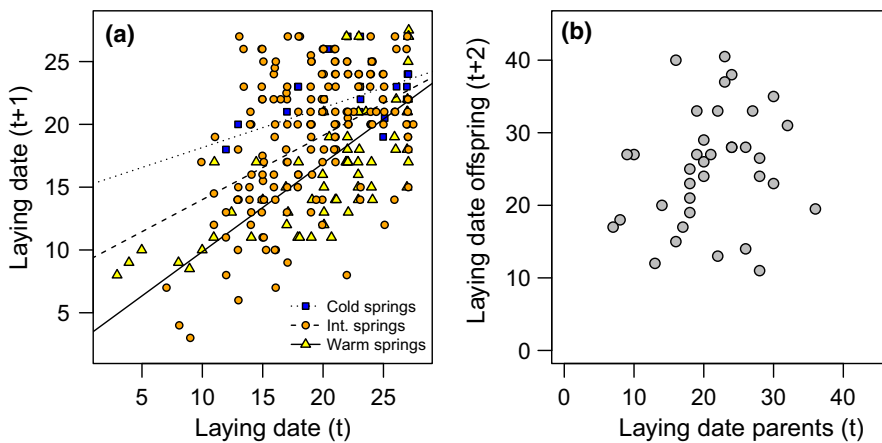 (a)
25
20
15
10
5
Laying date (t+1)
Cold springs
Int. springs
Warm springs
5 10 15 20 25
Laying date (t)
(b)
40
30
20
10
0
Laying date offspring (t+2)
0 10 20 30 40
Laying date parents (t)